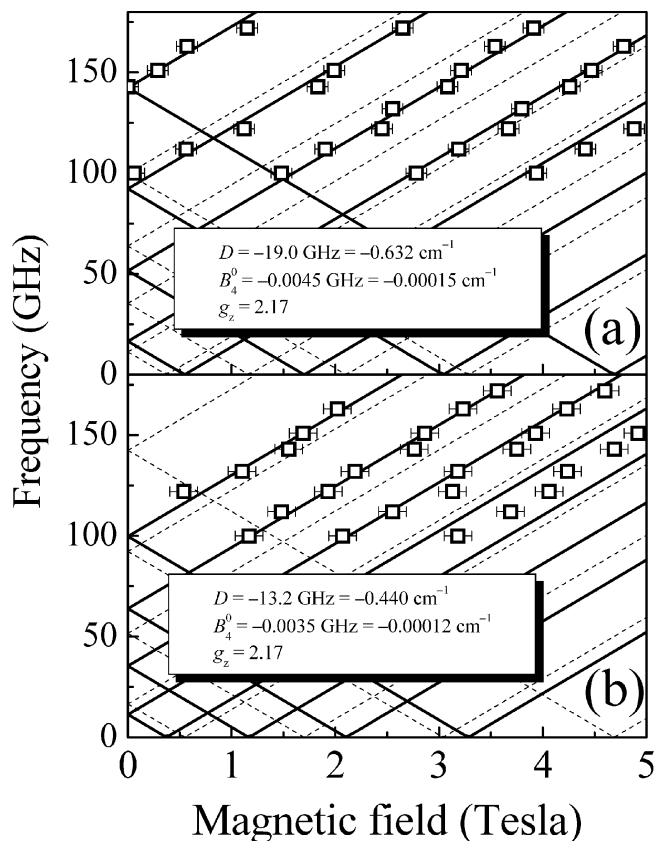 150
100
50
0
D = −19.0 GHz = −0.632 cm⁻¹
B₄⁰ = −0.0045 GHz = −0.00015 cm⁻¹
g_z = 2.17
(a)
Frequency (GHz)
150
100
50
0
D = −13.2 GHz = −0.440 cm⁻¹
B₄⁰ = −0.0035 GHz = −0.00012 cm⁻¹
g_z = 2.17
(b)
0 1 2 3 4 5
Magnetic field (Tesla)